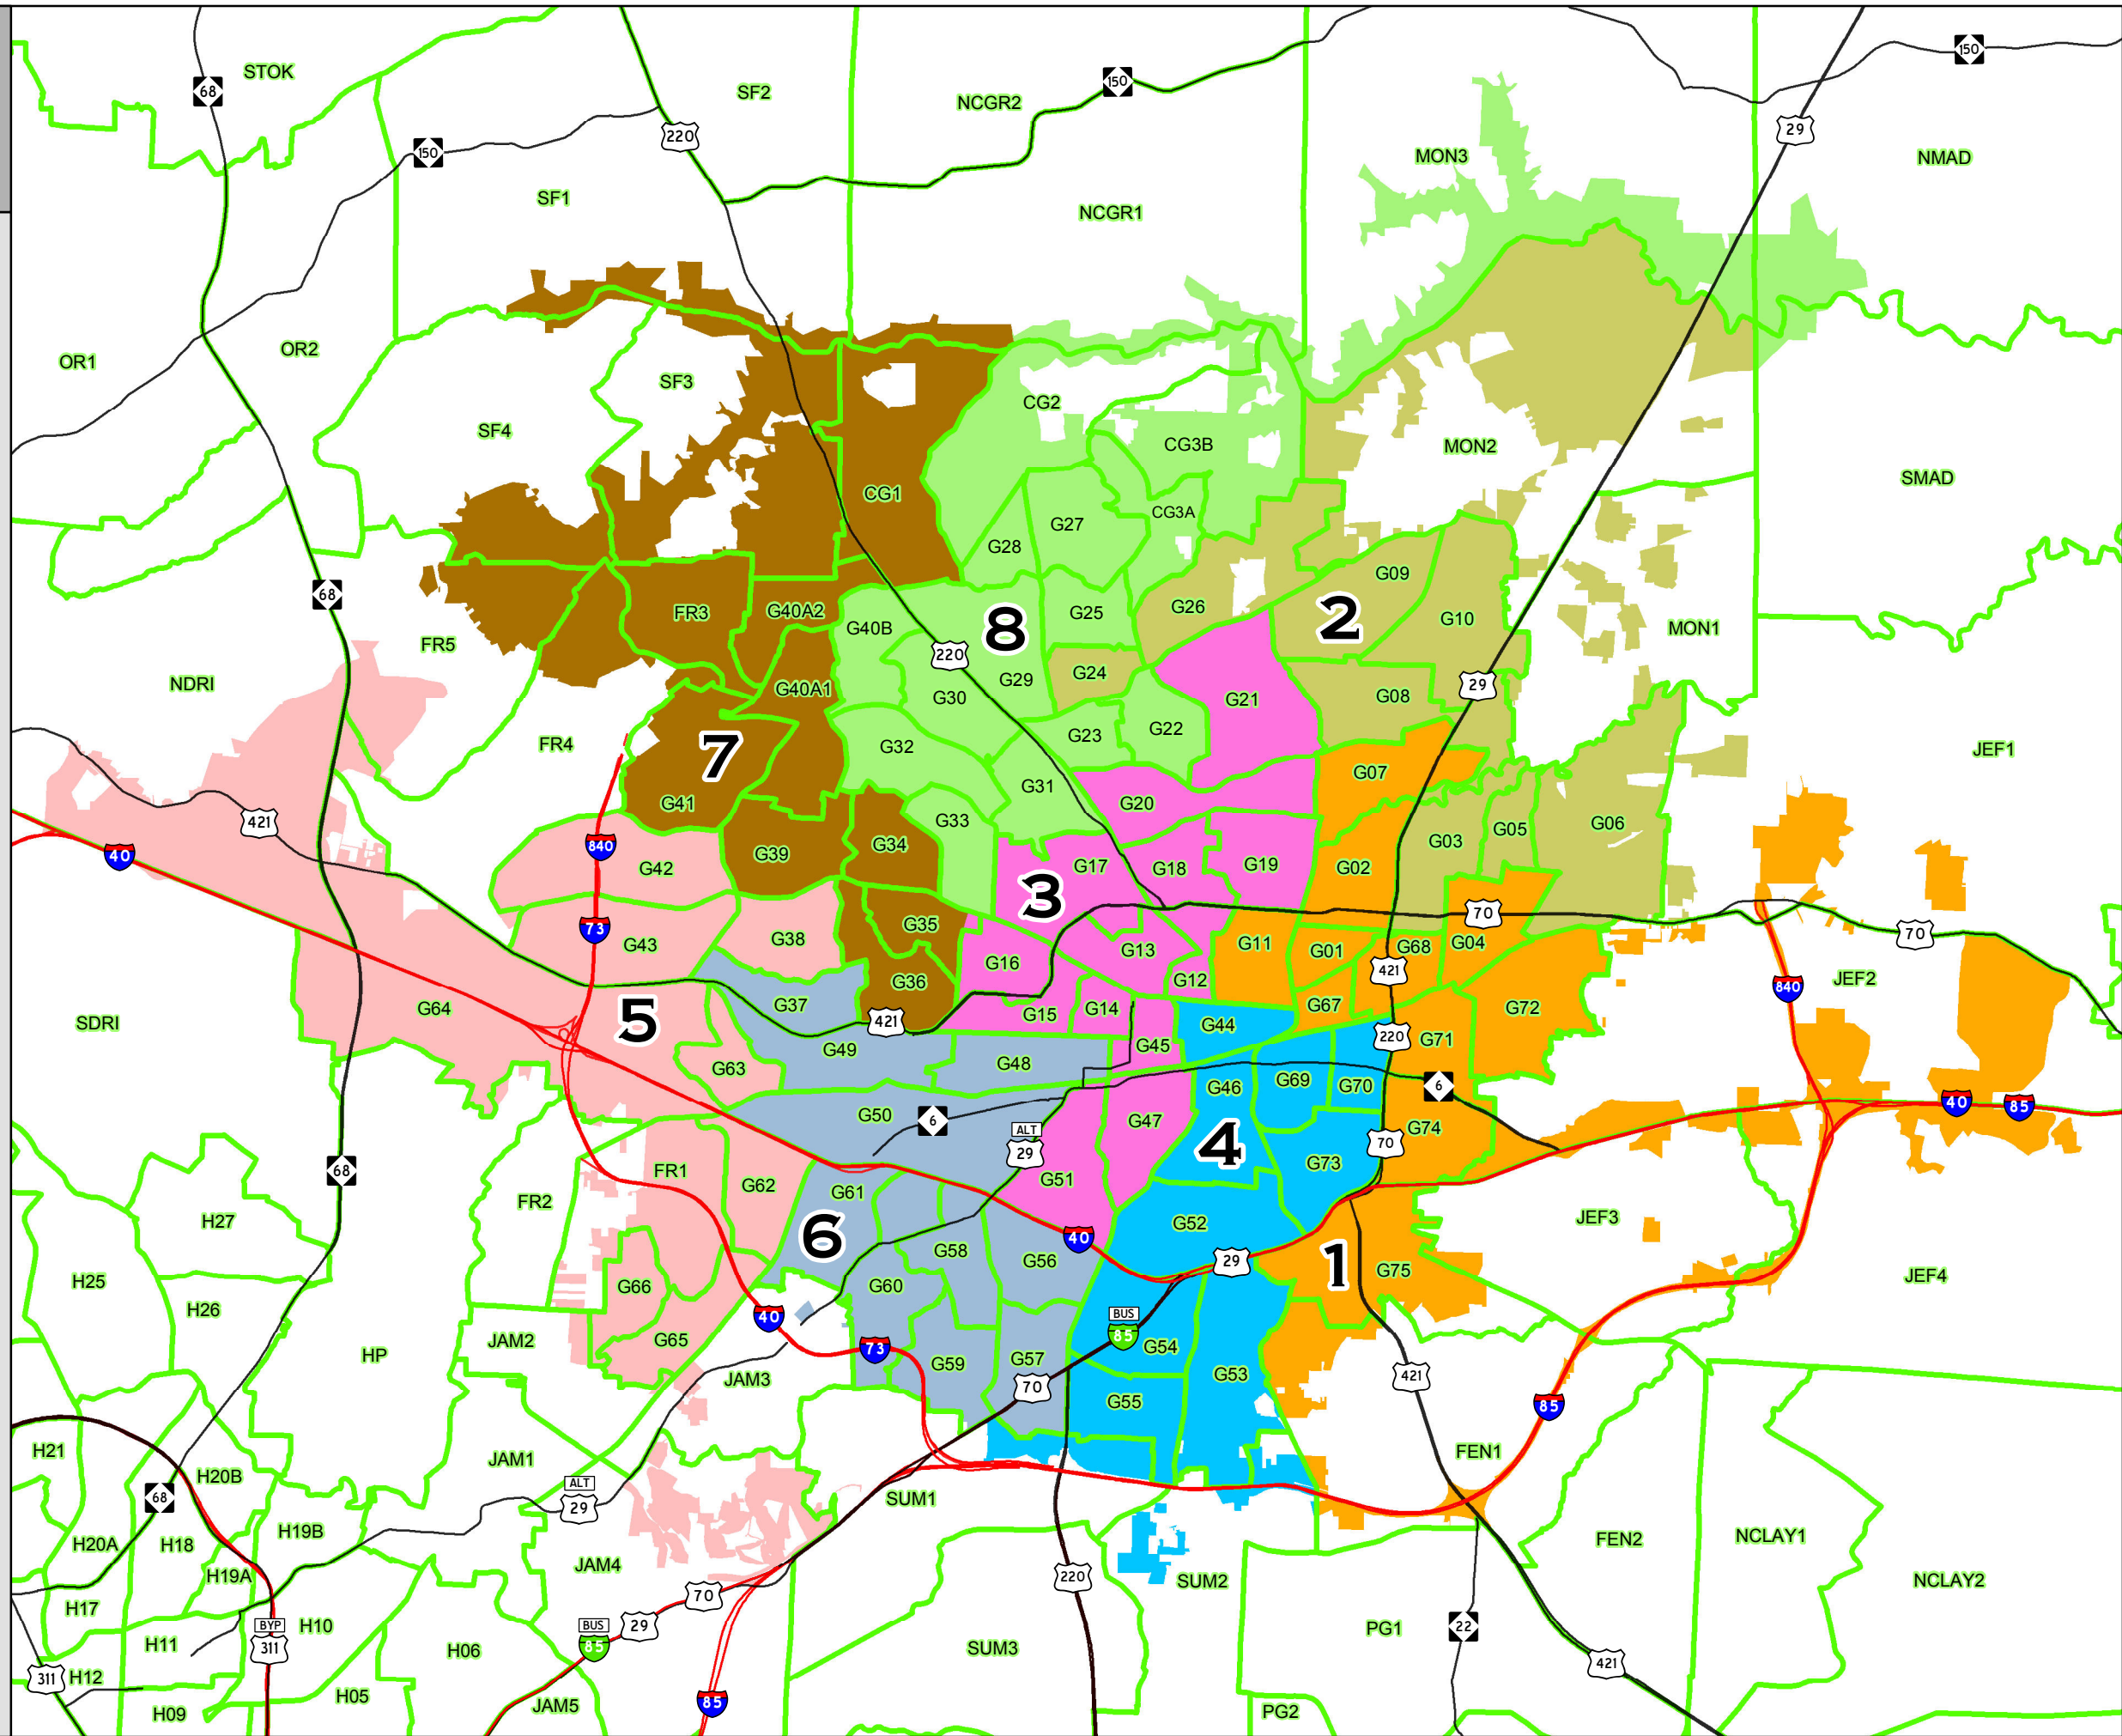 150
STOK
68
SF2
150
NCGR2
29
220
150
MON3
NMAD
SF1
NCGR1
OR1
OR2
SF3
CG2
SF4
CG3B
MON2
SMAD
CG1
CG3A
G27
G28
G09
68
FR3
G40A2
G25
G26
2
G10
G40B
8
MON1
FR5
220
G24
G29
NDRI
G40A1
G30
G21
G08
29
G23
G22
FR4
7
G32
JEF1
G07
G31
G41
G20
421
G33
G06
G05
G03
840
G34
40
G39
G42
G17
G18
G19
G02
3
70
73
G35
70
G38
G43
G13
G11
G01
G68
G04
G16
421
JEF2
G36
G12
840
G37
G64
5
G67
G72
G14
G15
421
G44
SDRI
220
G71
G49
G45
G48
G63
G69
G46
G70
6
40
85
G50
6
G47
ALT
29
4
70
G74
G73
68
FR1
G51
G62
G61
FR2
H27
G52
JEF3
6
40
G58
29
G56
1
G75
JEF4
H25
G60
G66
H26
BUS
40
85
G65
JAM2
G54
73
HP
G59
G57
G53
JAM3
421
70
G55
85
H21
FEN1
JAM1
H20B
ALT
29
68
SUM1
H19B
NCLAY1
FEN2
H20A
H18
JAM4
H19A
220
SUM2
NCLAY2
70
H17
BYP
H10
BUS
29
22
PG1
H11
311
85
H06
SUM3
421
311
H12
H05
85
JAM5
H09
PG2